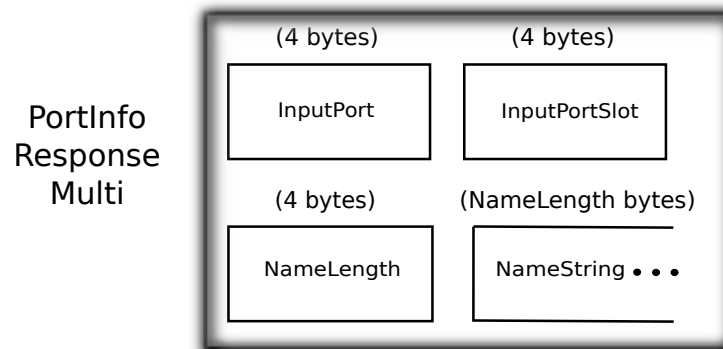 PortInfo
Response
Multi
(4 bytes)
(4 bytes)
InputPort
InputPortSlot
(4 bytes)
(NameLength bytes)
NameLength
NameString •••